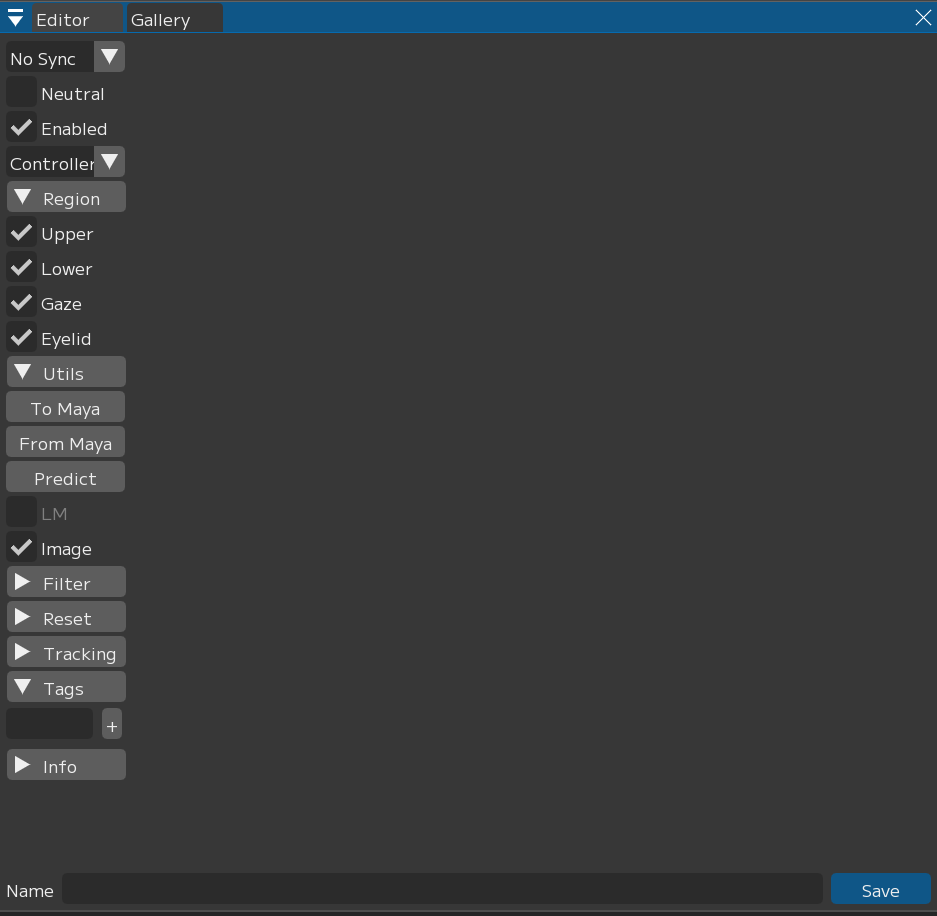 Editor Gallery
No Sync
Neutral
Enabled
Controller
Region
Upper
Lower
Gaze
Eyelid
Utils
To Maya
From Maya
Predict
LM
Image
Filter
Reset
Tracking
Tags
+
Info
Name Save